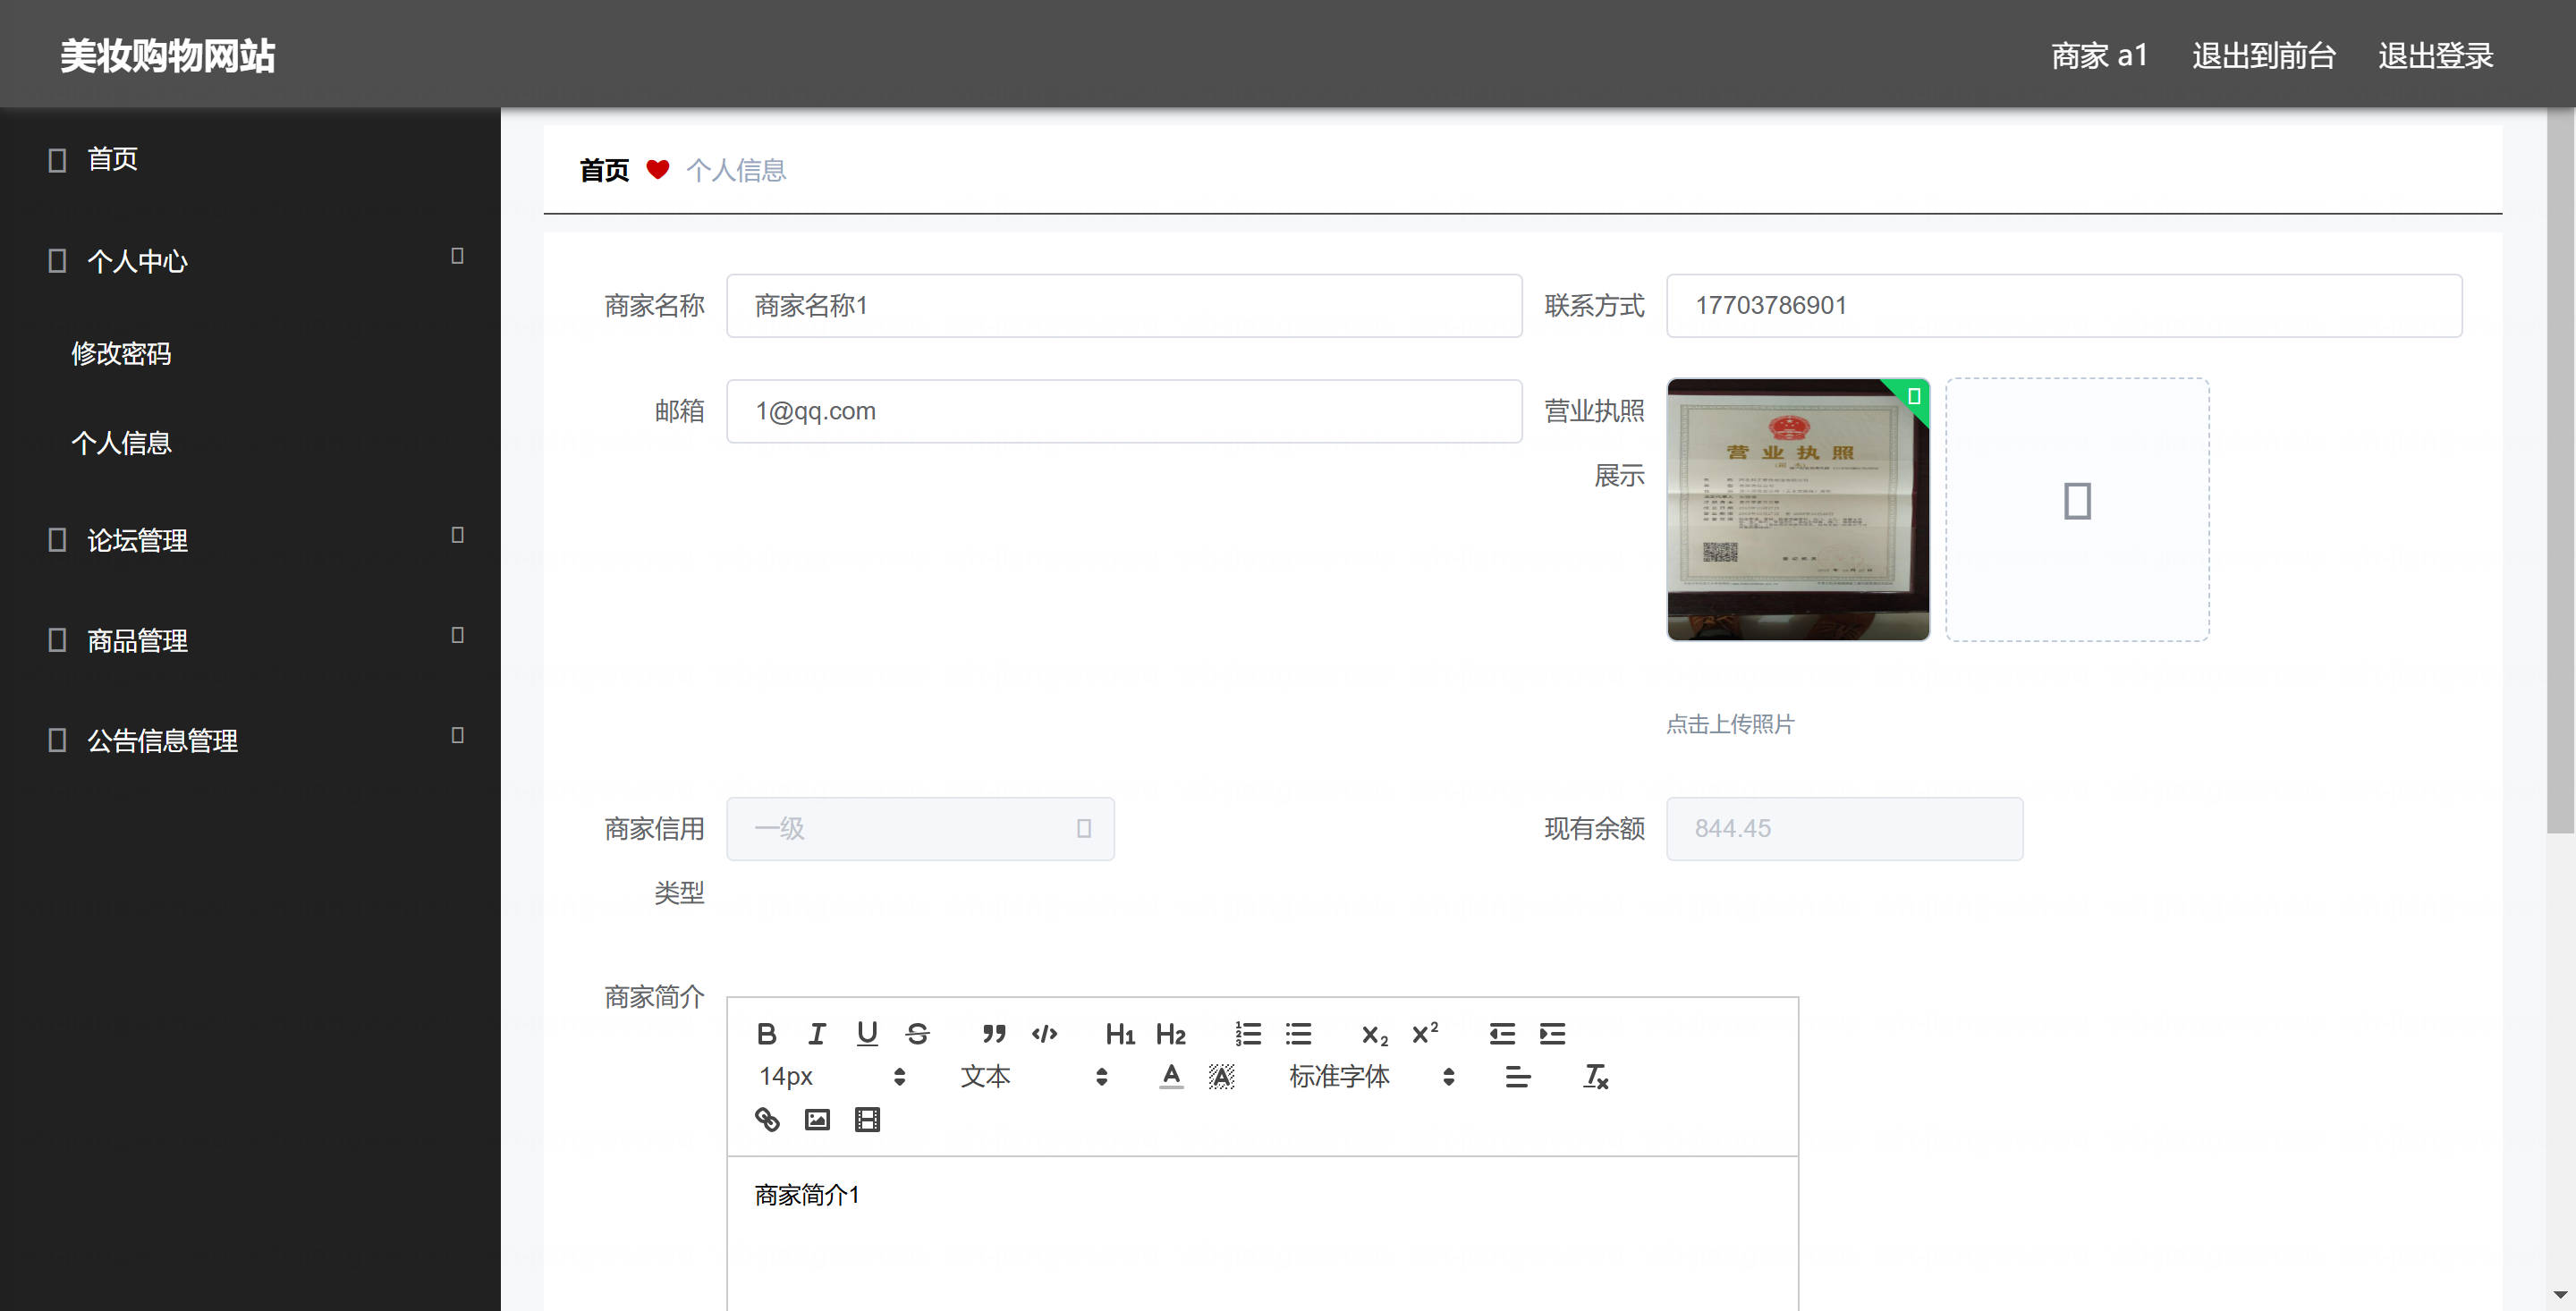 美妆购物网站
商家 a1 退出到前台 退出登录
首页
个人中心
修改密码
个人信息
论坛管理
商品管理
公告信息管理
首页 个人信息
商家名称 商家名称1 联系方式 17703786901
邮箱 1@qq.com 营业执照
展示
营业执照
点击上传照片
商家信用 一级 现有余额 844.45
类型
商家简介
B I U S H1 H2 X2 X2
14px 文本 A A 标准字体 Tx
商家简介1